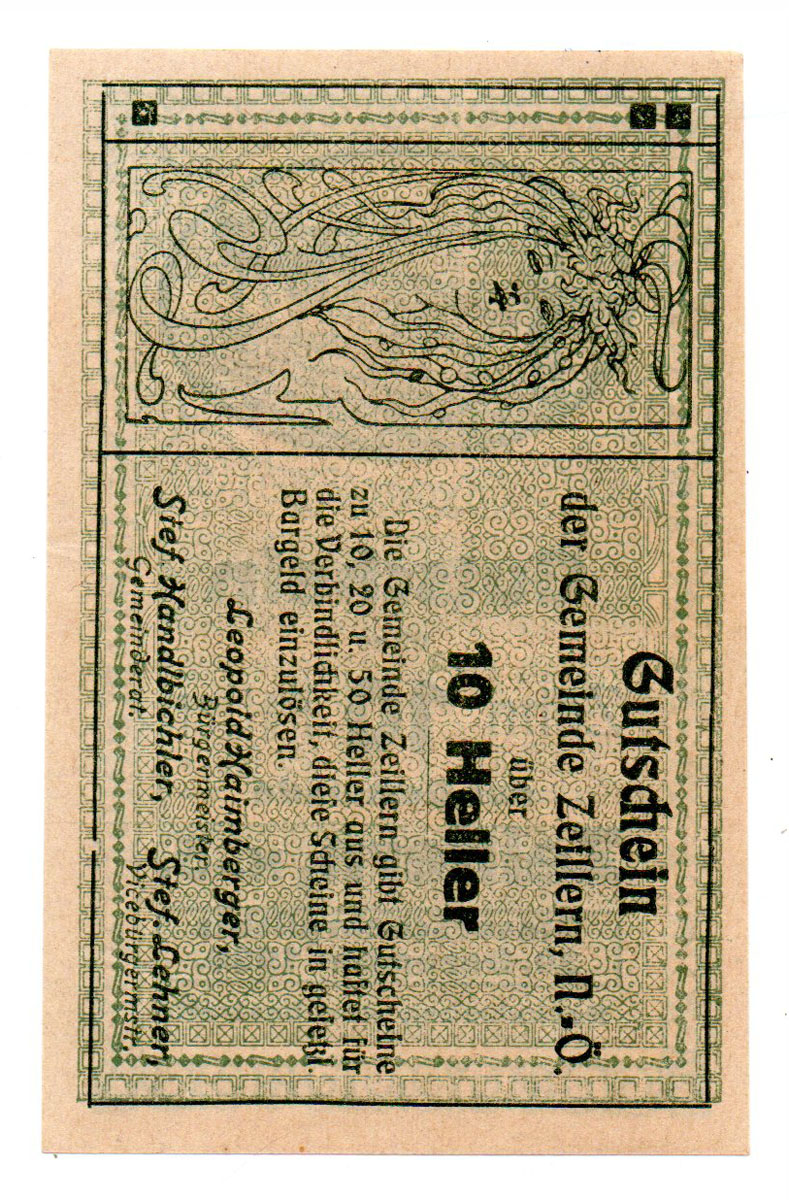 Gutschein
der Gemeinde Zeillern, N.-Ö.
über
10 Heller
Die Gemeinde Zeillern gibt Gutscheine
zu 10, 20 u. 50 Heller aus und haftet für
die Verbindlichkeit, dieie Scheine in gesetzl.
Bargeld einzulösen.
Leopold Haimberger,
Bürgermeister.
Stef. Handlbichler,
Gemeinderat.
Stef. Lehner,
Vicebürgermstr.